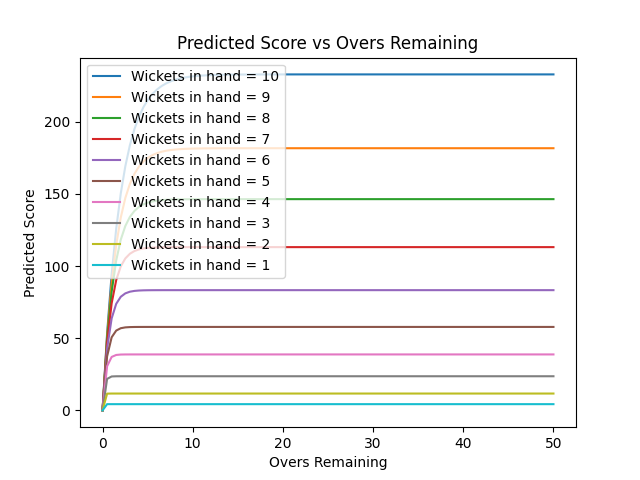 Predicted Score vs Overs Remaining
Wickets in hand = 10
Wickets in hand = 9
Wickets in hand = 8
Wickets in hand = 7
Wickets in hand = 6
Wickets in hand = 5
Wickets in hand = 4
Wickets in hand = 3
Wickets in hand = 2
Wickets in hand = 1
Predicted Score
200
150
100
50
0
0 10 20 30 40 50
Overs Remaining